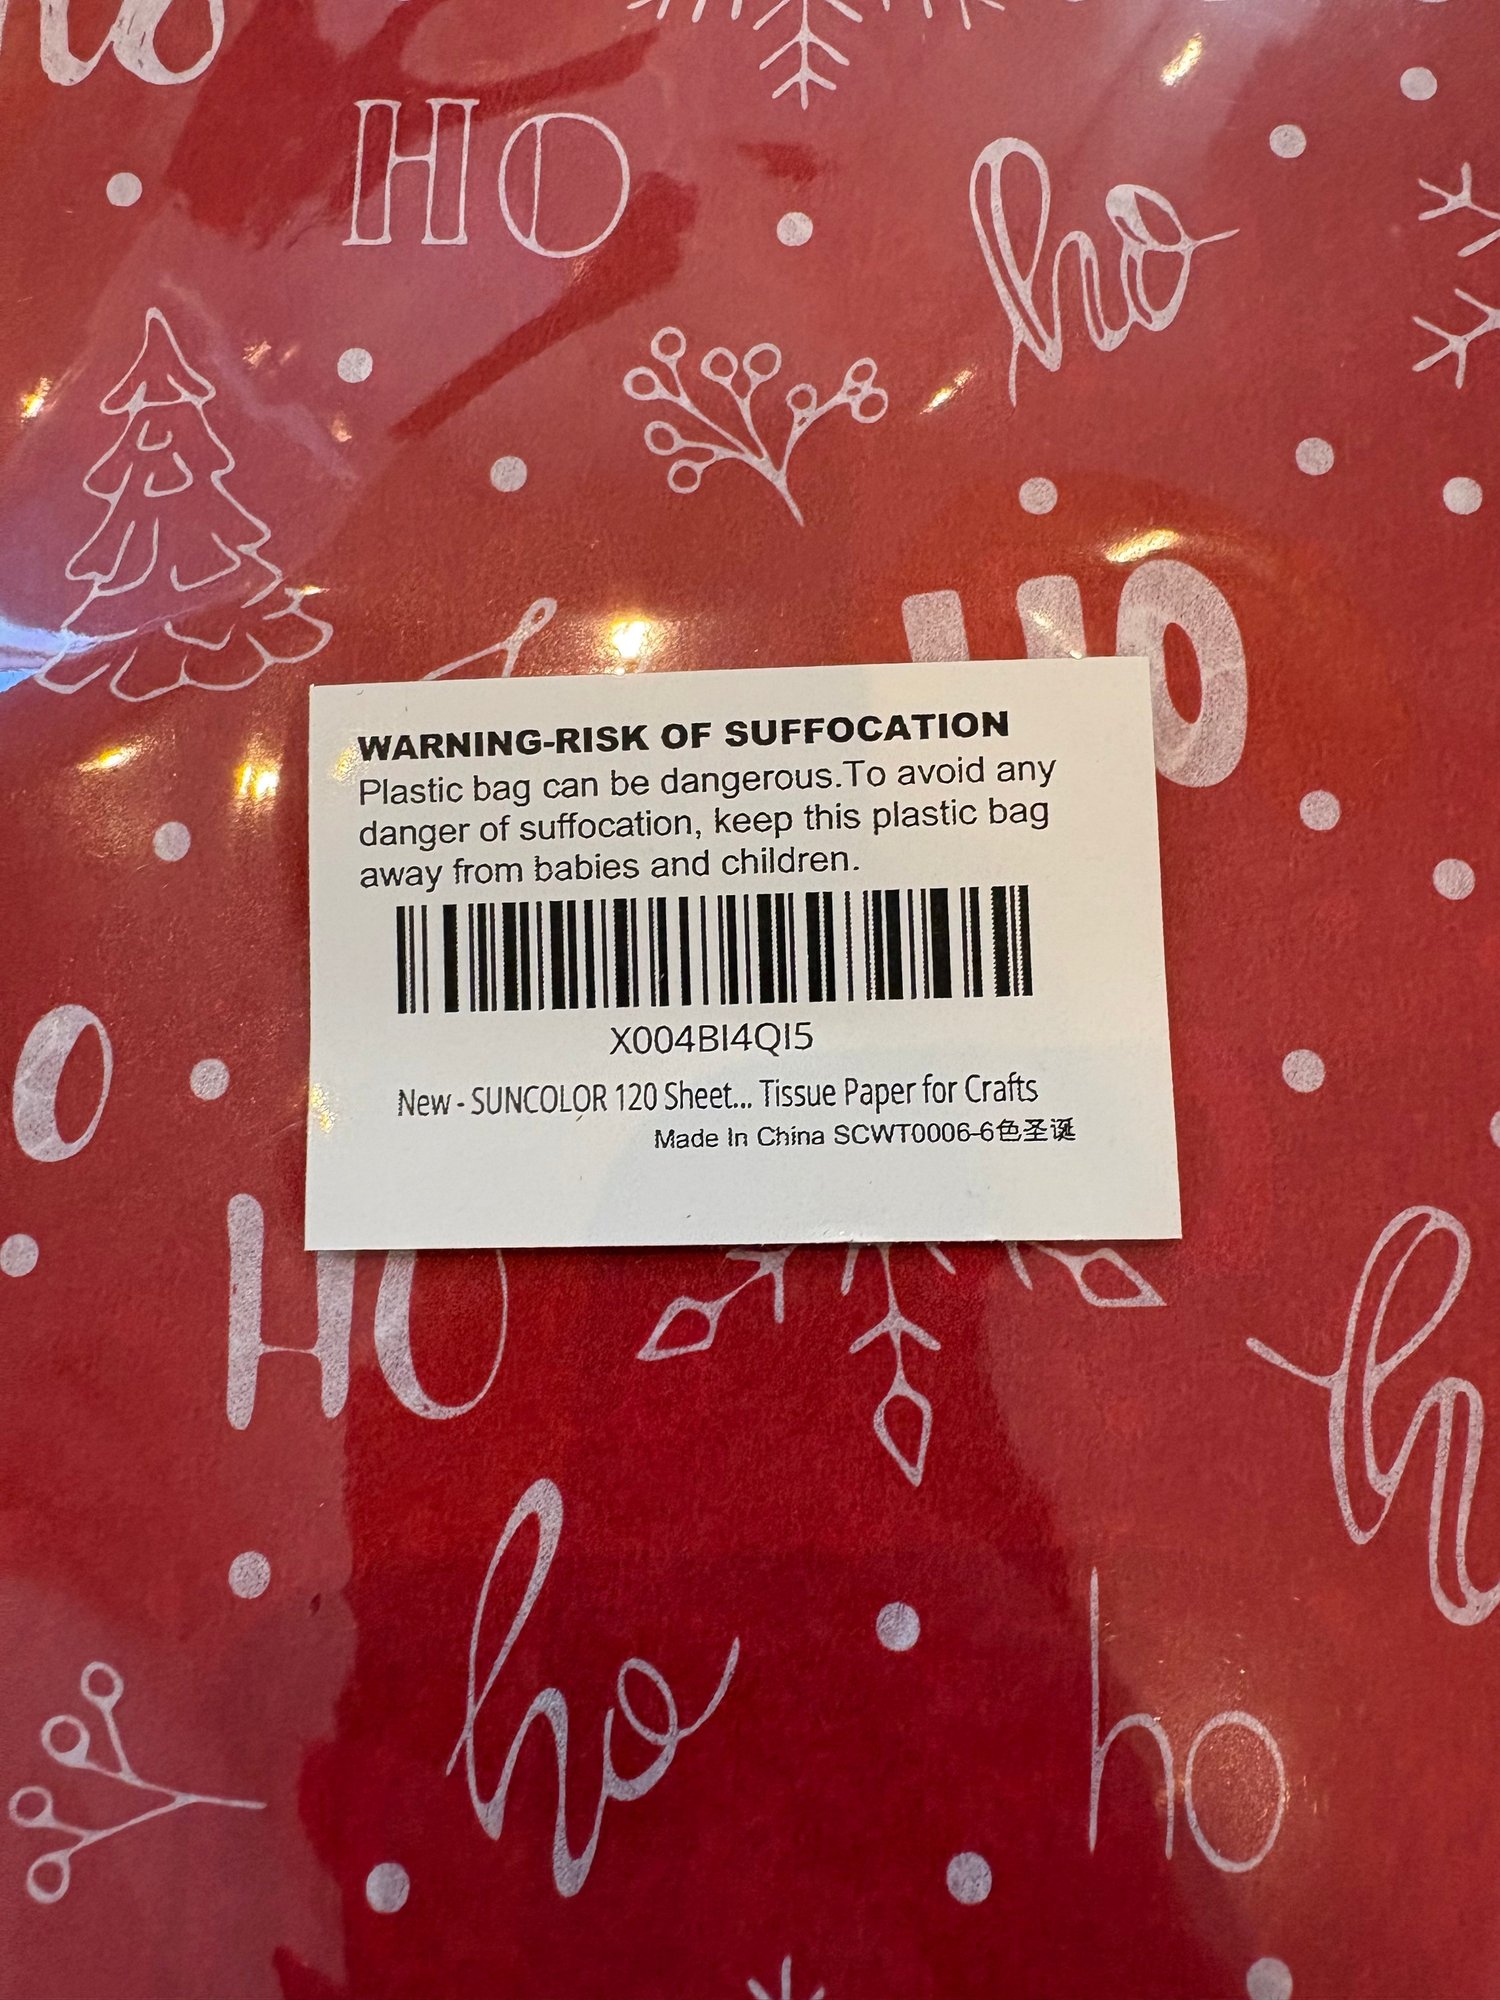 ho
HO
ho
HO
WARNING-RISK OF SUFFOCATION
Plastic bag can be dangerous.To avoid any
danger of suffocation, keep this plastic bag
away from babies and children.
X004BI4QI5
New - SUNCOLOR 120 Sheet... Tissue Paper for Crafts
Made In China SCWT0006-6色圣诞
O
HO
h
ho
ho